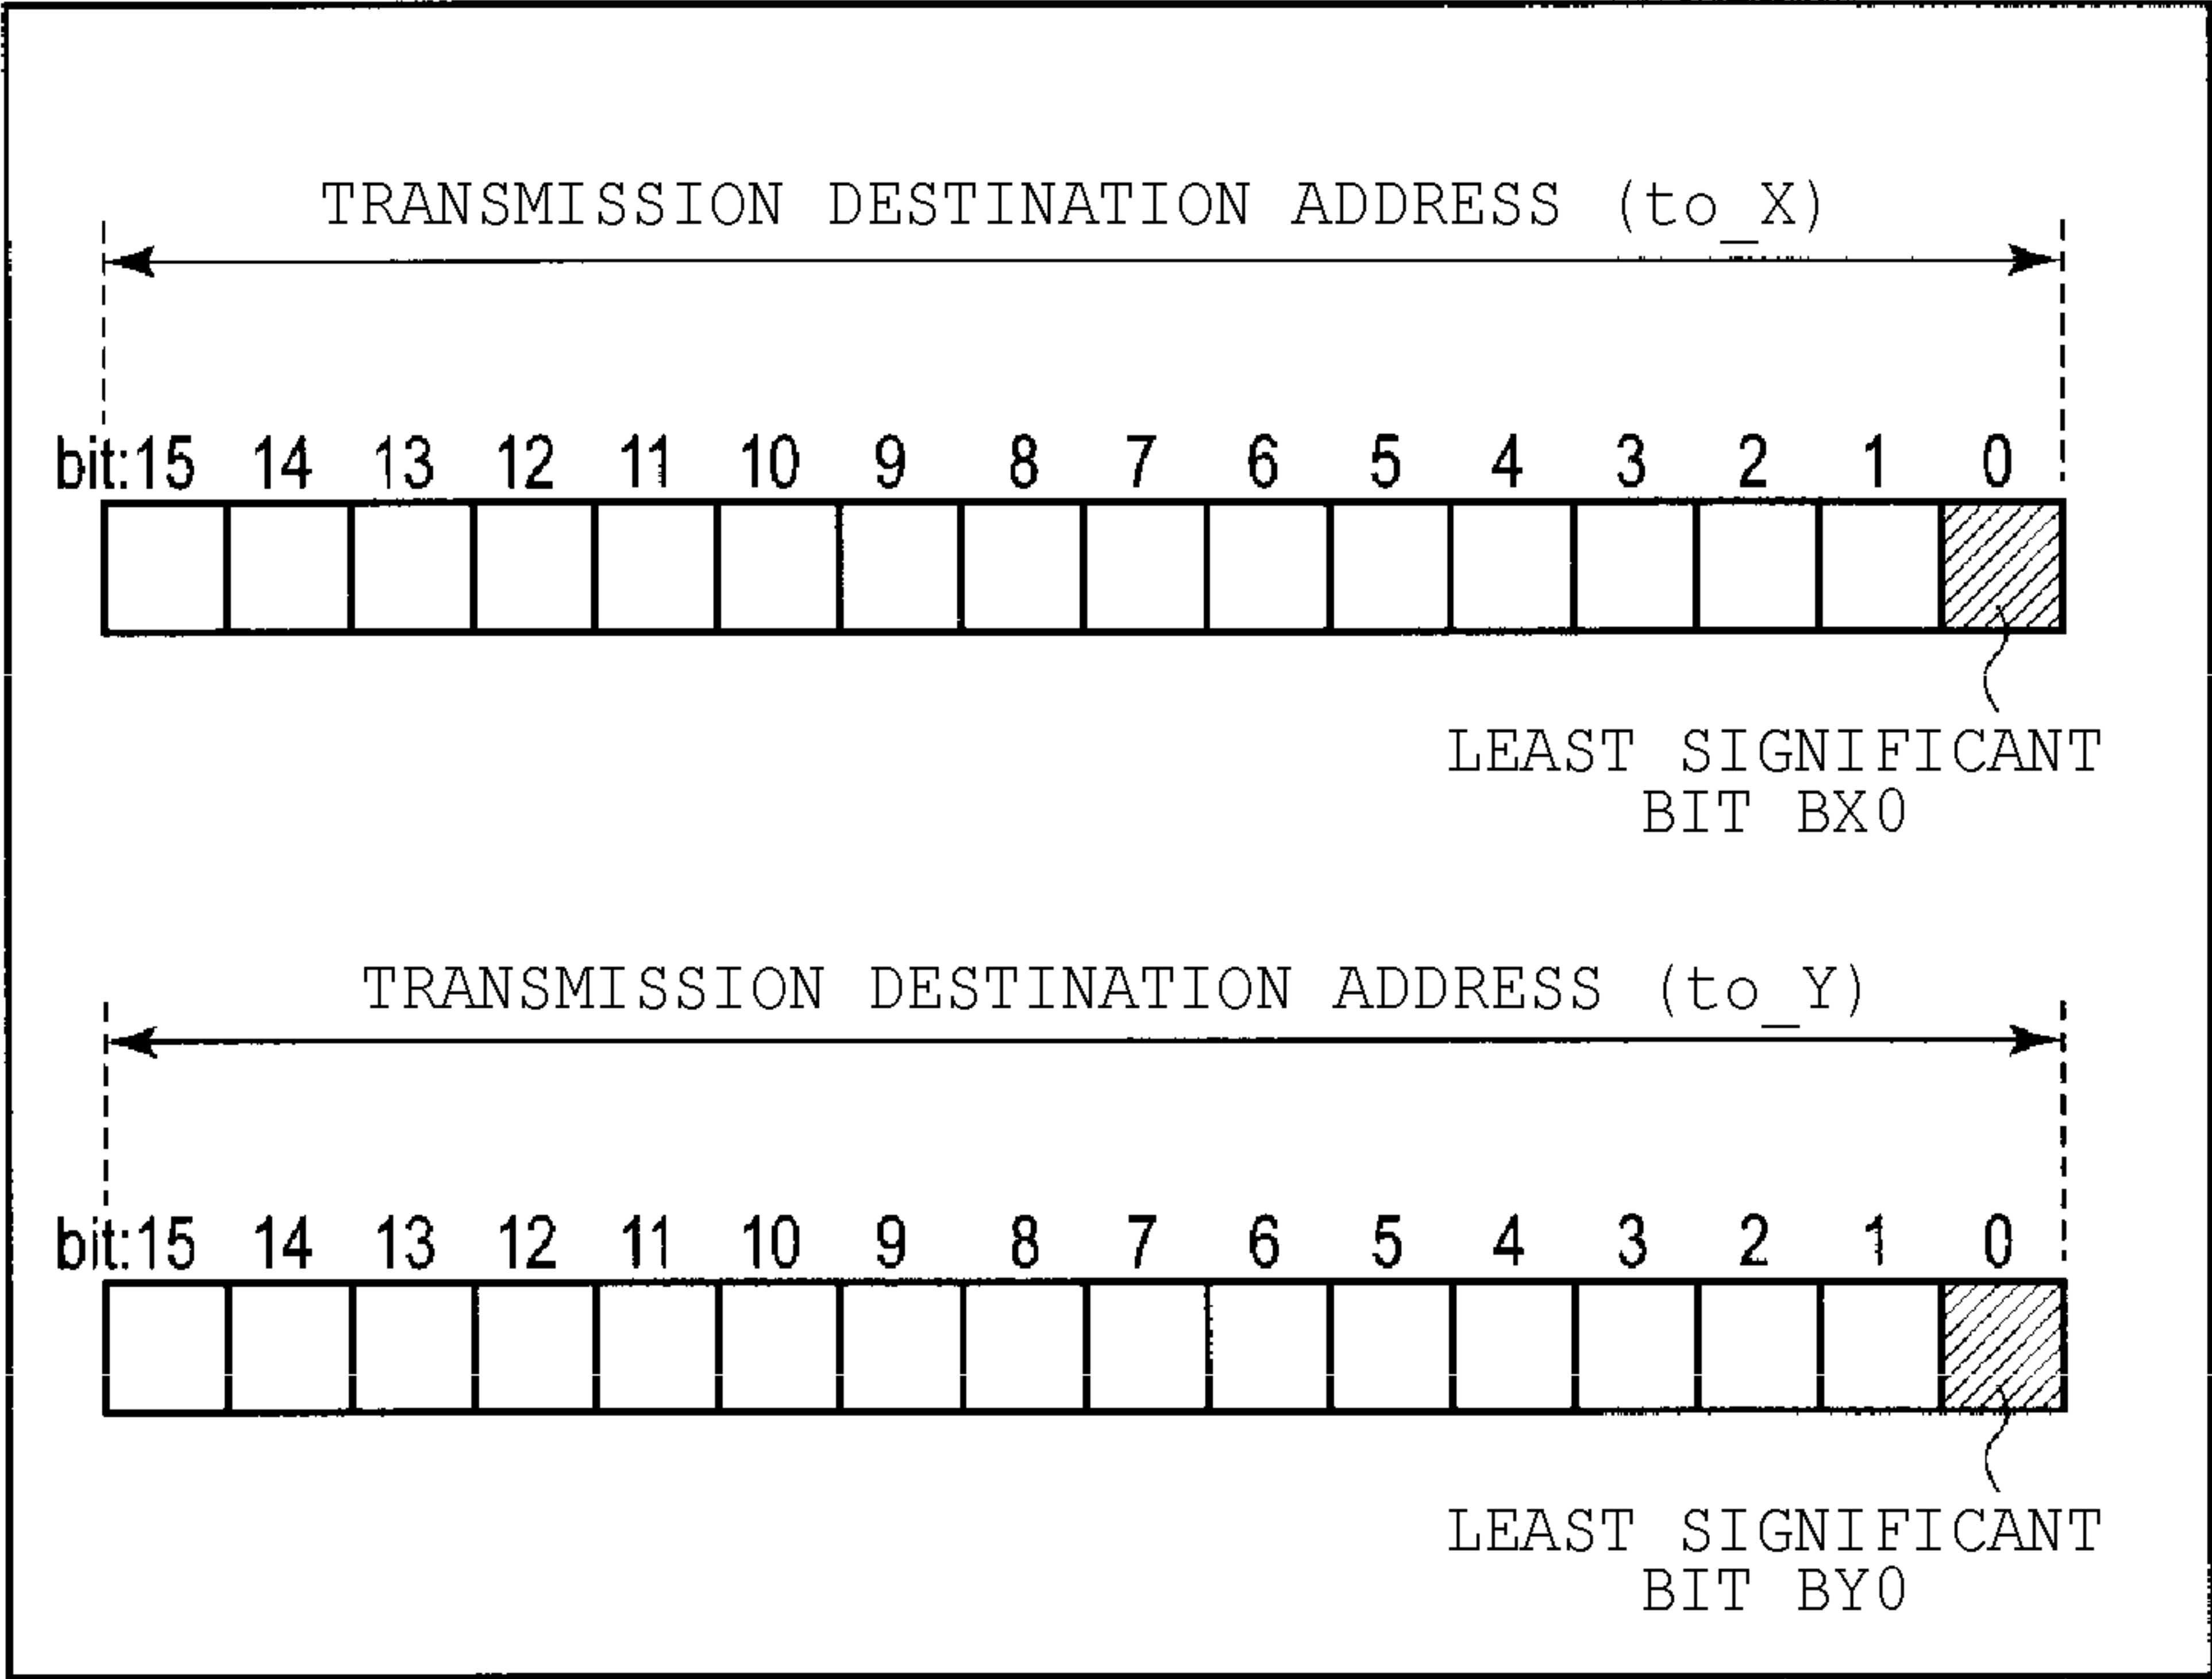 TRANSMISSION DESTINATION ADDRESS (to_X)
bit:15 14 13 12 11 10 9 8 7 6 5 4 3 2 1 0
LEAST SIGNIFICANT
BIT BX0
TRANSMISSION DESTINATION ADDRESS (to_Y)
bit:15 14 13 12 11 10 9 8 7 6 5 4 3 2 1 0
LEAST SIGNIFICANT
BIT BY0